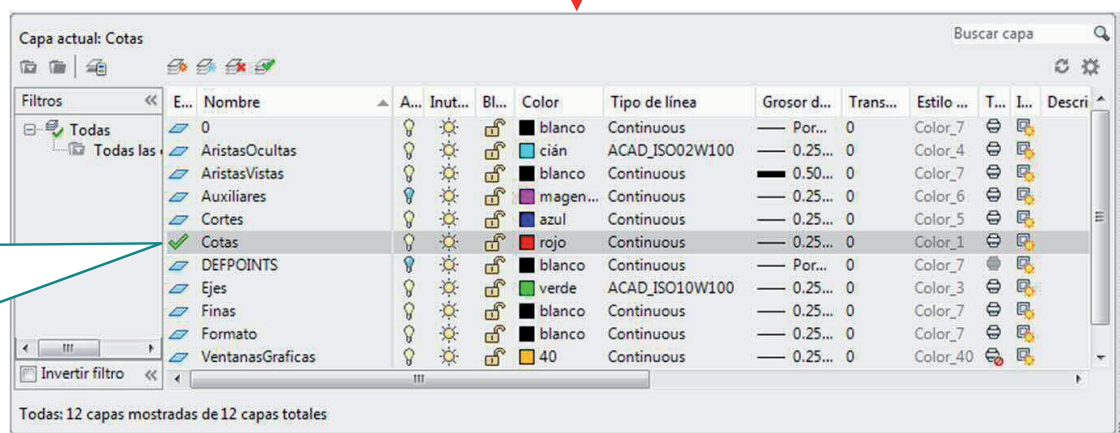 Capa actual: Cotas
Buscar capa
Filtros
Todas
Todas las
E... Nombre A... Inut... Bl... Color Tipo de línea Grosor d... Trans... Estilo ... T... I... Descri
0 blanco Continuous Por... 0 Color_7
AristasOcultas cián ACAD_ISO02W100 0.25... 0 Color_4
AristasVistas blanco Continuous 0.50... 0 Color_7
Auxiliares magen... Continuous 0.25... 0 Color_6
Cortes azul Continuous 0.25... 0 Color_5
Cotas rojo Continuous 0.25... 0 Color_1
DEFPOINTS blanco Continuous Por... 0 Color_7
Ejes verde ACAD_ISO10W100 0.25... 0 Color_3
Finas blanco Continuous 0.25... 0 Color_7
Formato blanco Continuous 0.25... 0 Color_7
VentanasGraficas 40 Continuous 0.25... 0 Color_40
Invertir filtro
Todas: 12 capas mostradas de 12 capas totales